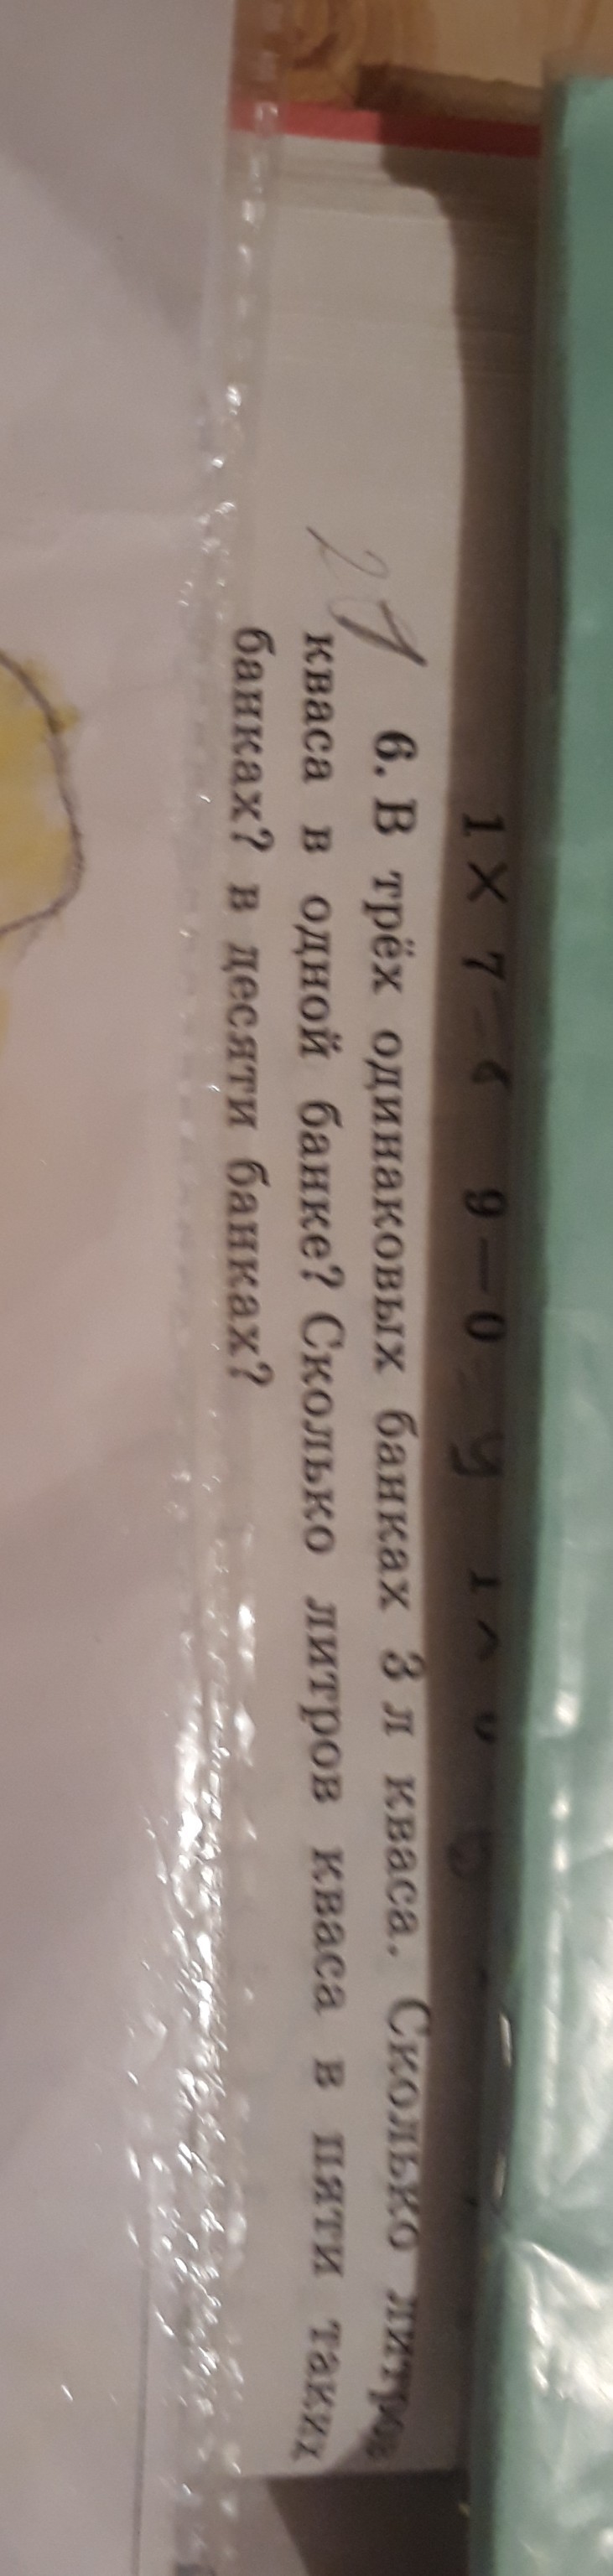 1 × 7 9 — 0
6. В трёх одинаковых банках 3 л кваса. Сколько литров
кваса в одной банке? Сколько литров кваса в пяти таких
банках? в десяти банках?